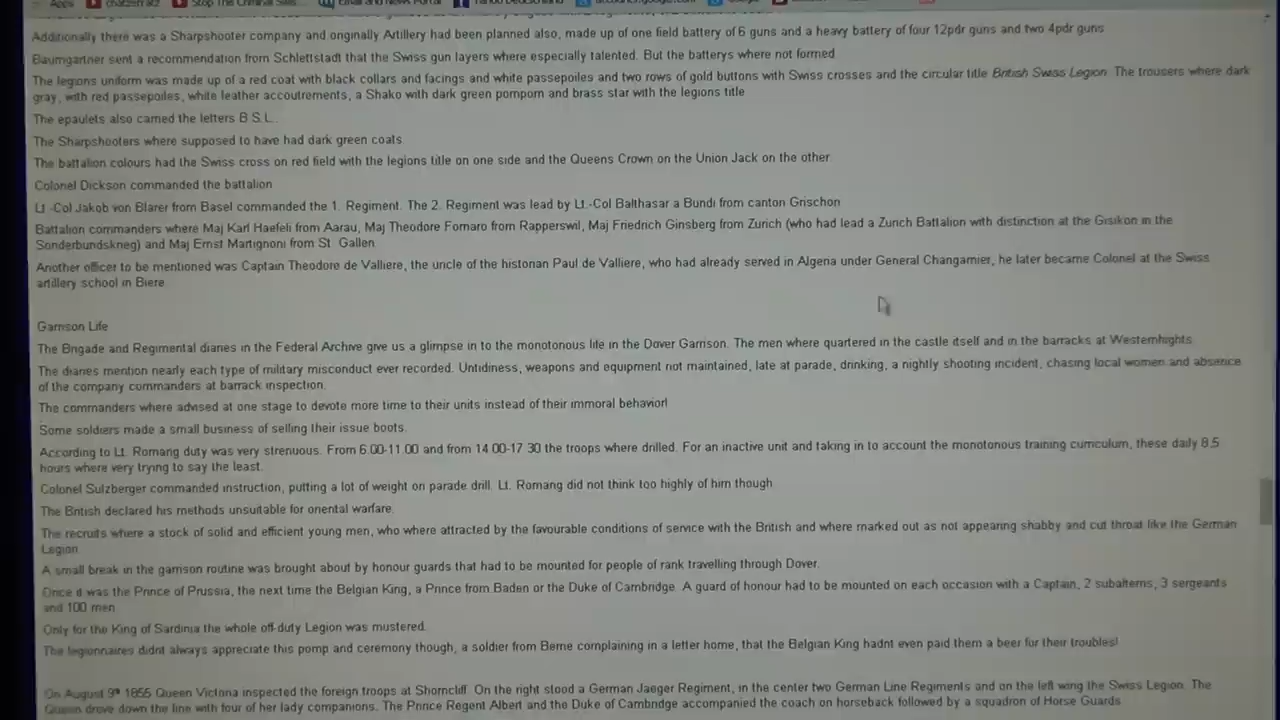 Apps
Additionally there was a Sharpshooter company and originally Artillery had been planned also, made up of one field battery of 6 guns and a heavy battery of four 12pdr guns and two 4pdr guns
Baumgartner sent a recommendation from Schlettstadt that the Swiss gun layers where especially talented. But the batterys where not formed
The legions uniform was made up of a red coat with black collars and facings and white passepoiles and two rows of gold buttons with Swiss crosses and the circular title British Swiss Legion. The trousers where dark
gray, with red passepoiles, white leather accoutrements, a Shako with dark green pompom and brass star with the legions title
The epaulets also carried the letters B.S.L..
The Sharpshooters where supposed to have had dark green coats.
The battalion colours had the Swiss cross on red field with the legions title on one side and the Queens Crown on the Union Jack on the other
Colonel Dickson commanded the battalion
Lt.-Col Jakob von Blarer from Basel commanded the 1. Regiment. The 2. Regiment was lead by Lt.-Col Balthasar a Bundi from canton Grischon
Battalion commanders where Maj Karl Haefeli from Aarau, Maj Theodore Fornaro from Rapperswil, Maj Friedrich Ginsberg from Zurich (who had lead a Zurich Battalion with distinction at the Gisikon in the
Sonderbundskrieg) and Maj Ernst Martignoni from St. Gallen
Another officer to be mentioned was Captain Theodore de Valliere, the uncle of the historian Paul de Valliere, who had already served in Algeria under General Changarnier, he later became Colonel at the Swiss
artillery school in Biere.
Garrison Life
The Brigade and Regimental diaries in the Federal Archive give us a glimpse in to the monotonous life in the Dover Garrison. The men where quartered in the castle itself and in the barracks at Westernhights.
The diaries mention nearly each type of military misconduct ever recorded. Untidiness, weapons and equipment not maintained, late at parade, drinking, a nightly shooting incident, chasing local women and absence
of the company commanders at barrack inspection.
The commanders where advised at one stage to devote more time to their units instead of their immoral behavior!
Some soldiers made a small business of selling their issue boots.
According to Lt. Romang duty was very strenuous. From 6.00-11.00 and from 14.00-17.30 the troops where drilled. For an inactive unit and taking in to account the monotonous training curriculum, these daily 8.5
hours where very trying to say the least.
Colonel Sulzberger commanded instruction, putting a lot of weight on parade drill. Lt. Romang did not think too highly of him though
The British declared his methods unsuitable for oriental warfare.
The recruits where a stock of solid and efficient young men, who where attracted by the favourable conditions of service with the British and where marked out as not appearing shabby and cut throat like the German
Legion.
A small break in the garrison routine was brought about by honour guards that had to be mounted for people of rank travelling through Dover.
Once it was the Prince of Prussia, the next time the Belgian King, a Prince from Baden or the Duke of Cambridge. A guard of honour had to be mounted on each occasion with a Captain, 2 subalterns, 3 sergeants
and 100 men
Only for the King of Sardinia the whole off-duty Legion was mustered.
The legionnaires didnt always appreciate this pomp and ceremony though, a soldier from Berne complaining in a letter home, that the Belgian King hadnt even paid them a beer for their troubles!
On August 9th 1855 Queen Victoria inspected the foreign troops at Shorncliff. On the right stood a German Jaeger Regiment, in the center two German Line Regiments and on the left wing the Swiss Legion. The
Queen drove down the line with four of her lady companions. The Prince Regent Albert and the Duke of Cambridge accompanied the coach on horseback followed by a squadron of Horse Guards